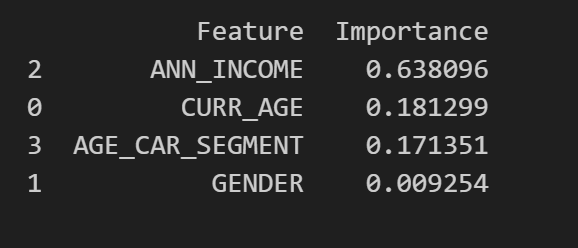 Feature Importance
2 ANN_INCOME 0.638096
0 CURR_AGE 0.181299
3 AGE_CAR_SEGMENT 0.171351
1 GENDER 0.009254